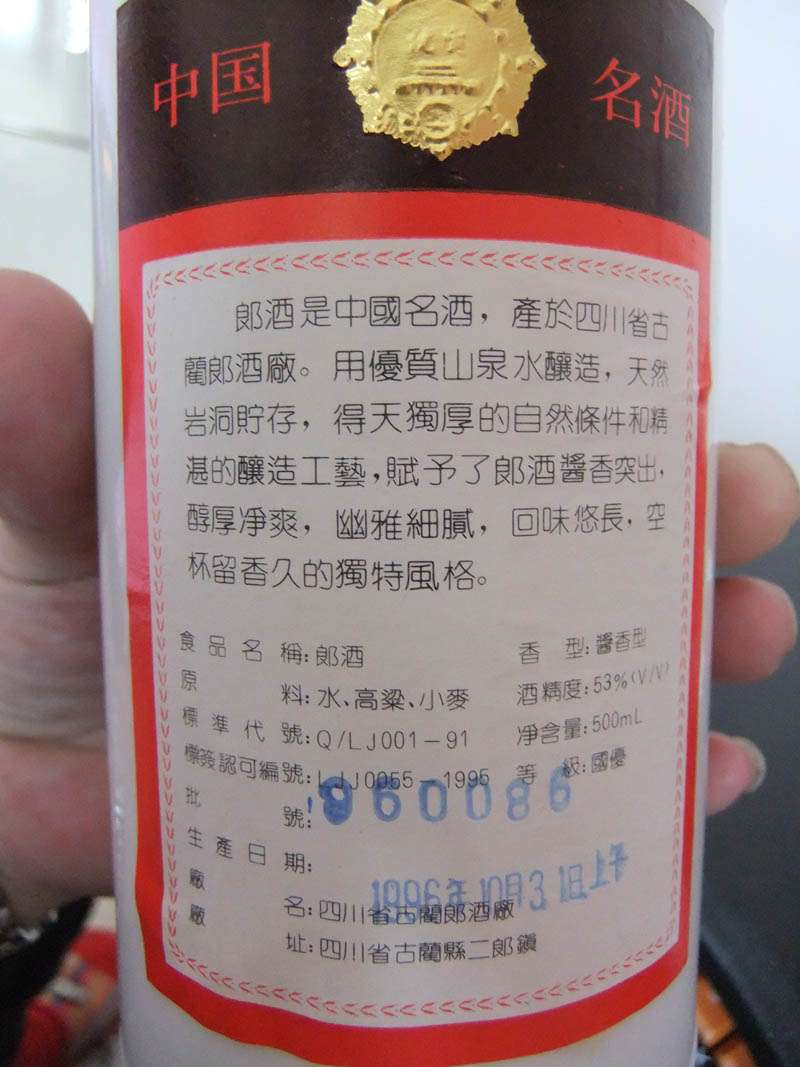 中国 名酒
郎酒是中國名酒，產於四川省古
藺郎酒廠。用優質山泉水釀造，天然
岩洞貯存，得天獨厚的自然條件和精
湛的釀造工藝，賦予了郎酒醬香突出，
醇厚凈爽，幽雅細膩，回味悠長，空
杯留香久的獨特風格。
食品名稱：郎酒 香型：醬香型
原料：水、高粱、小麥 酒精度：53%(V/V)
標準代號：Q/LJ001－91 净含量：500mL
標簽認可編號：LJJ0055－1995 等級：國優
批號： 960086
生產日期： 1996年10月31日上午
廠名：四川省古藺郎酒廠
廠址：四川省古藺縣二郎鎮